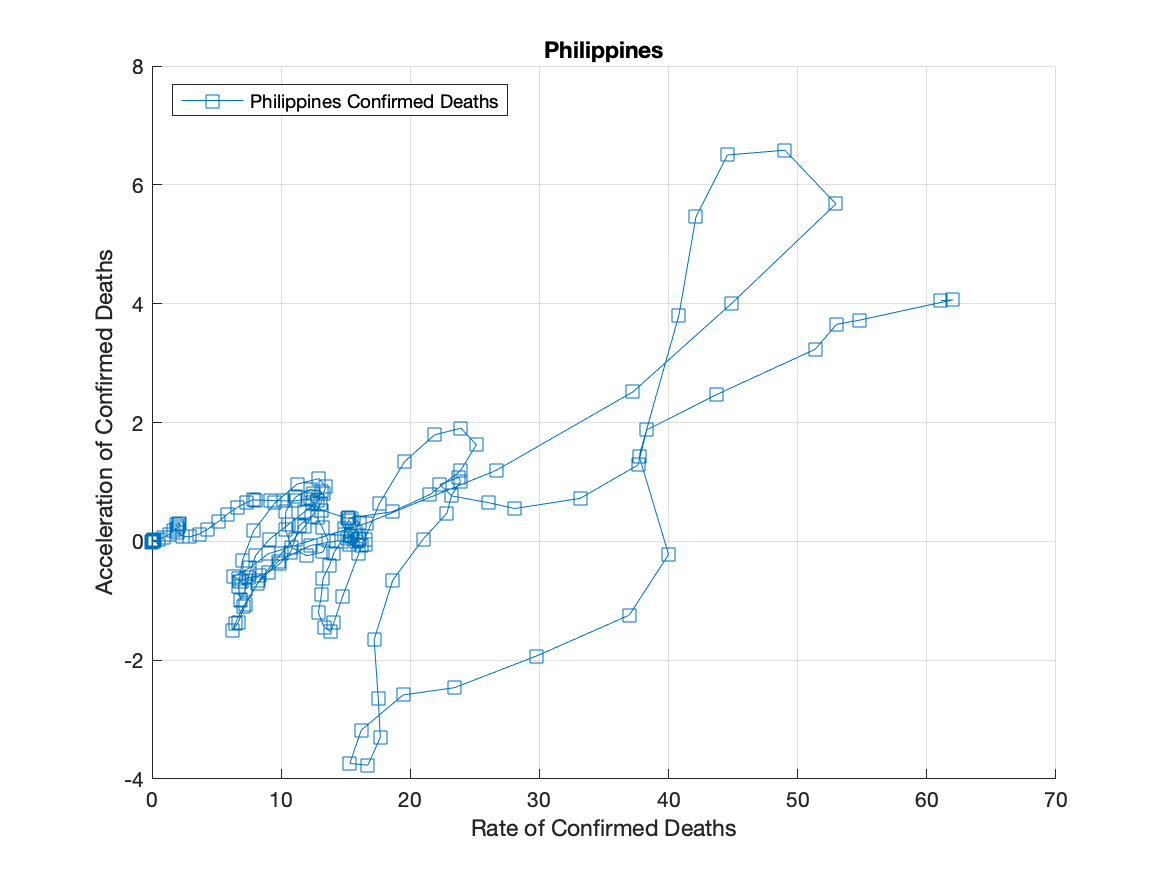 Philippines
Philippines Confirmed Deaths
8
6
4
2
0
-2
-4
Acceleration of Confirmed Deaths
0 10 20 30 40 50 60 70
Rate of Confirmed Deaths